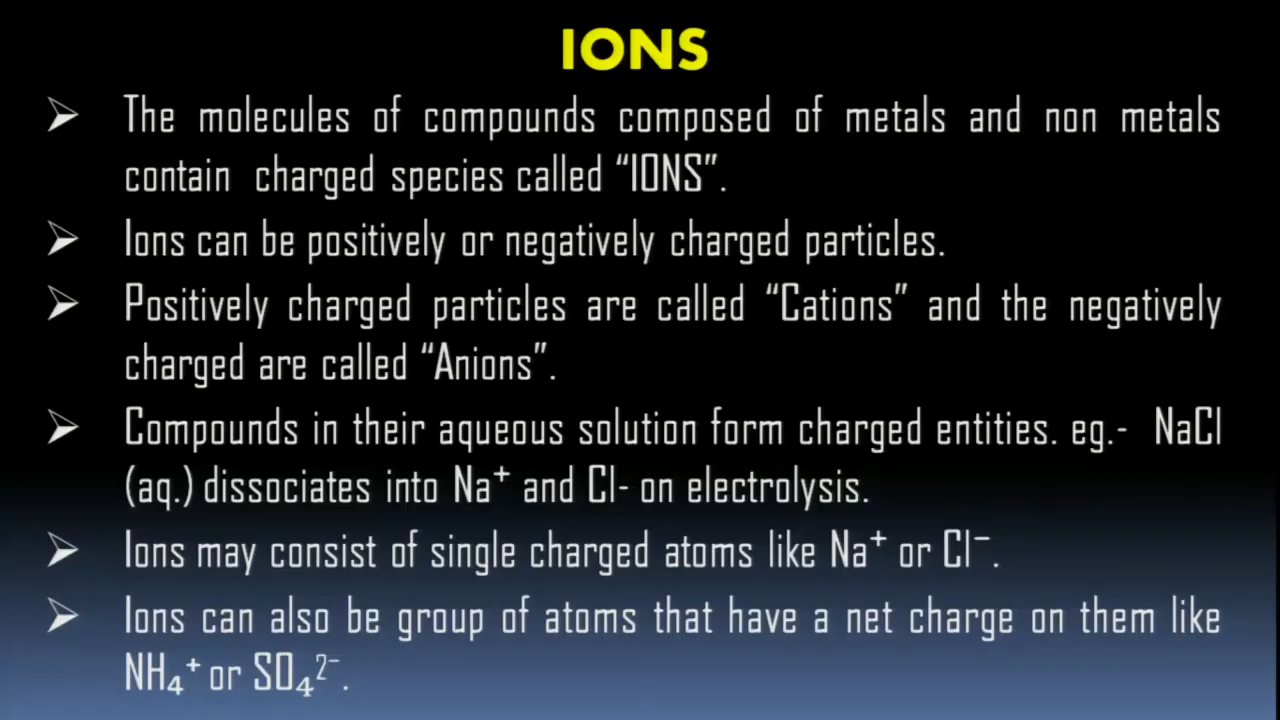 IONS
➢ The molecules of compounds composed of metals and non metals
contain charged species called “IONS”.
➢ Ions can be positively or negatively charged particles.
➢ Positively charged particles are called “Cations” and the negatively
charged are called “Anions”.
➢ Compounds in their aqueous solution form charged entities. eg.- NaCl
(aq.) dissociates into Na⁺ and Cl- on electrolysis.
➢ Ions may consist of single charged atoms like Na⁺ or Cl⁻.
➢ Ions can also be group of atoms that have a net charge on them like
NH₄⁺ or SO₄²⁻.